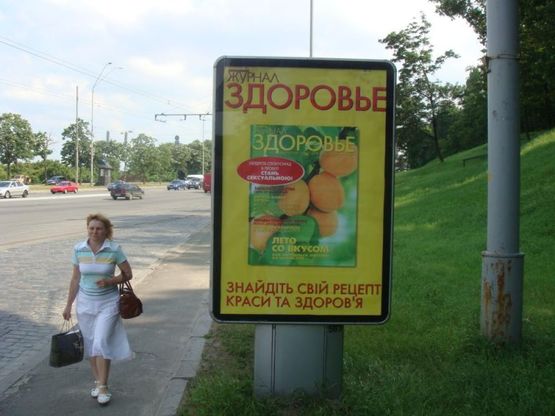 ЖУРНАЛ
ЗДОРОВЬЕ
ЗДОРОВЬЕ
СТАНЬ
СЕКСУАЛЬНОЮ!
ЛЕТО
СО ВКУСОМ
ЗНАЙДІТЬ СВІЙ РЕЦЕПТ
КРАСИ ТА ЗДОРОВ'Я